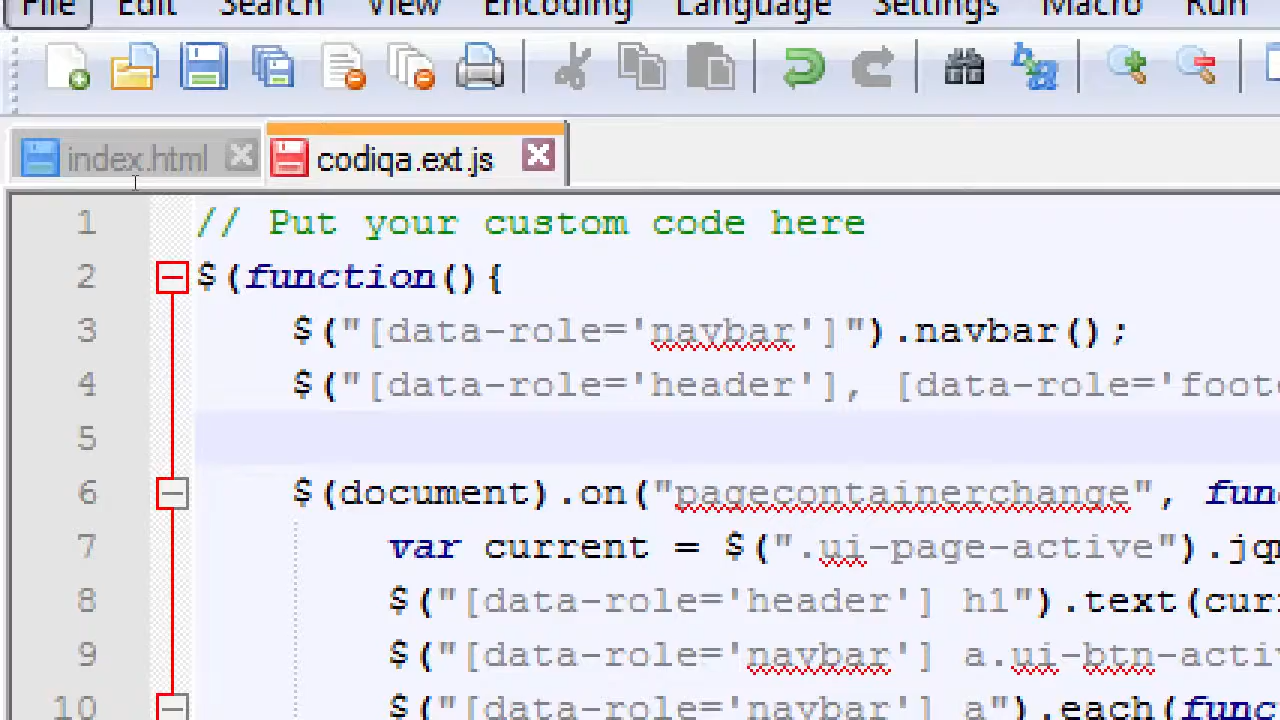 File Edit Search View Encoding Language Settings Macro Run
index.html codiqa.ext.js
1 // Put your custom code here
2 $(function(){
3 $("[data-role='navbar']").navbar();
4 $("[data-role='header'], [data-role='foote
5
6 $(document).on("pagecontainerchange", func
7 var current = $(".ui-page-active").jqm
8 $("[data-role='header'] h1").text(curr
9 $("[data-role='navbar'] a.ui-btn-activ
10 $("[data-role='navbar'] a").each(func